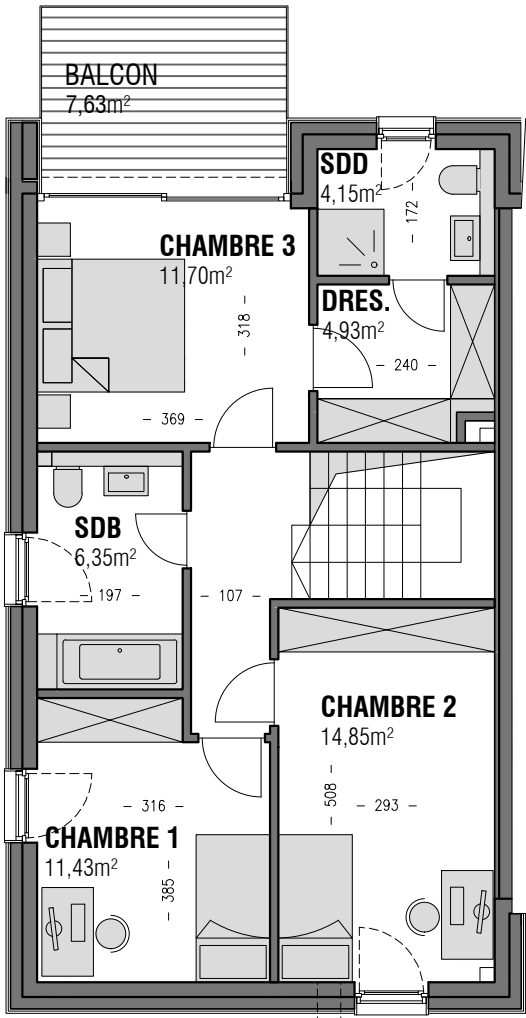 BALCON
7,63m²
SDD
4,15m²
172
CHAMBRE 3
11,70m²
318
369
DRES.
4,93m²
240
SDB
6,35m²
197
107
CHAMBRE 2
14,85m²
508
293
316
CHAMBRE 1
11,43m²
385